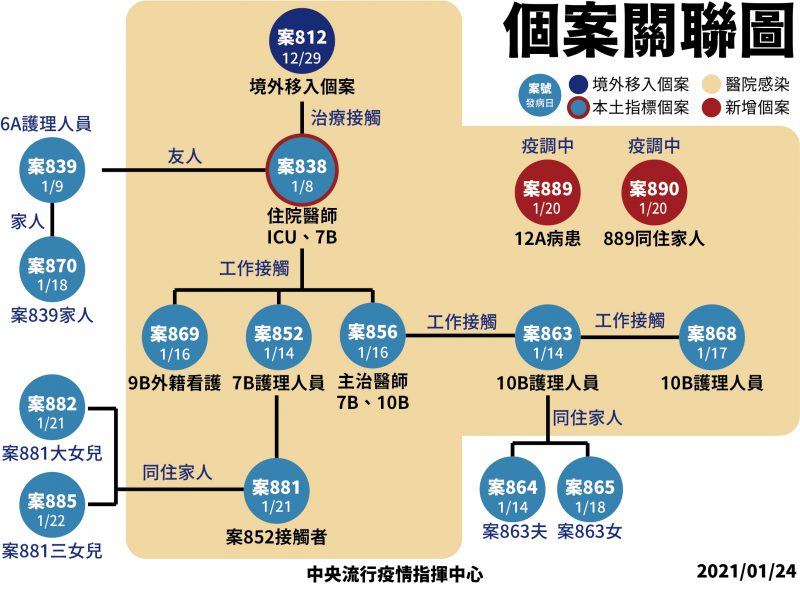 個案關聯圖
案號
發病日
境外移入個案
醫院感染
本土指標個案
新增個案
案812
12/29
境外移入個案
治療接觸
6A護理人員
案839
1/9
友人
案838
1/8
住院醫師
ICU、7B
家人
案870
1/18
案839家人
疫調中
案889
1/20
12A病患
疫調中
案890
1/20
889同住家人
工作接觸
案869
1/16
9B外籍看護
案852
1/14
7B護理人員
案856
1/16
主治醫師
7B、10B
工作接觸
案863
1/14
10B護理人員
工作接觸
案868
1/17
10B護理人員
案882
1/21
案881大女兒
同住家人
案885
1/22
案881三女兒
案881
1/21
案852接觸者
同住家人
案864
1/14
案863夫
案865
1/18
案863女
中央流行疫情指揮中心
2021/01/24